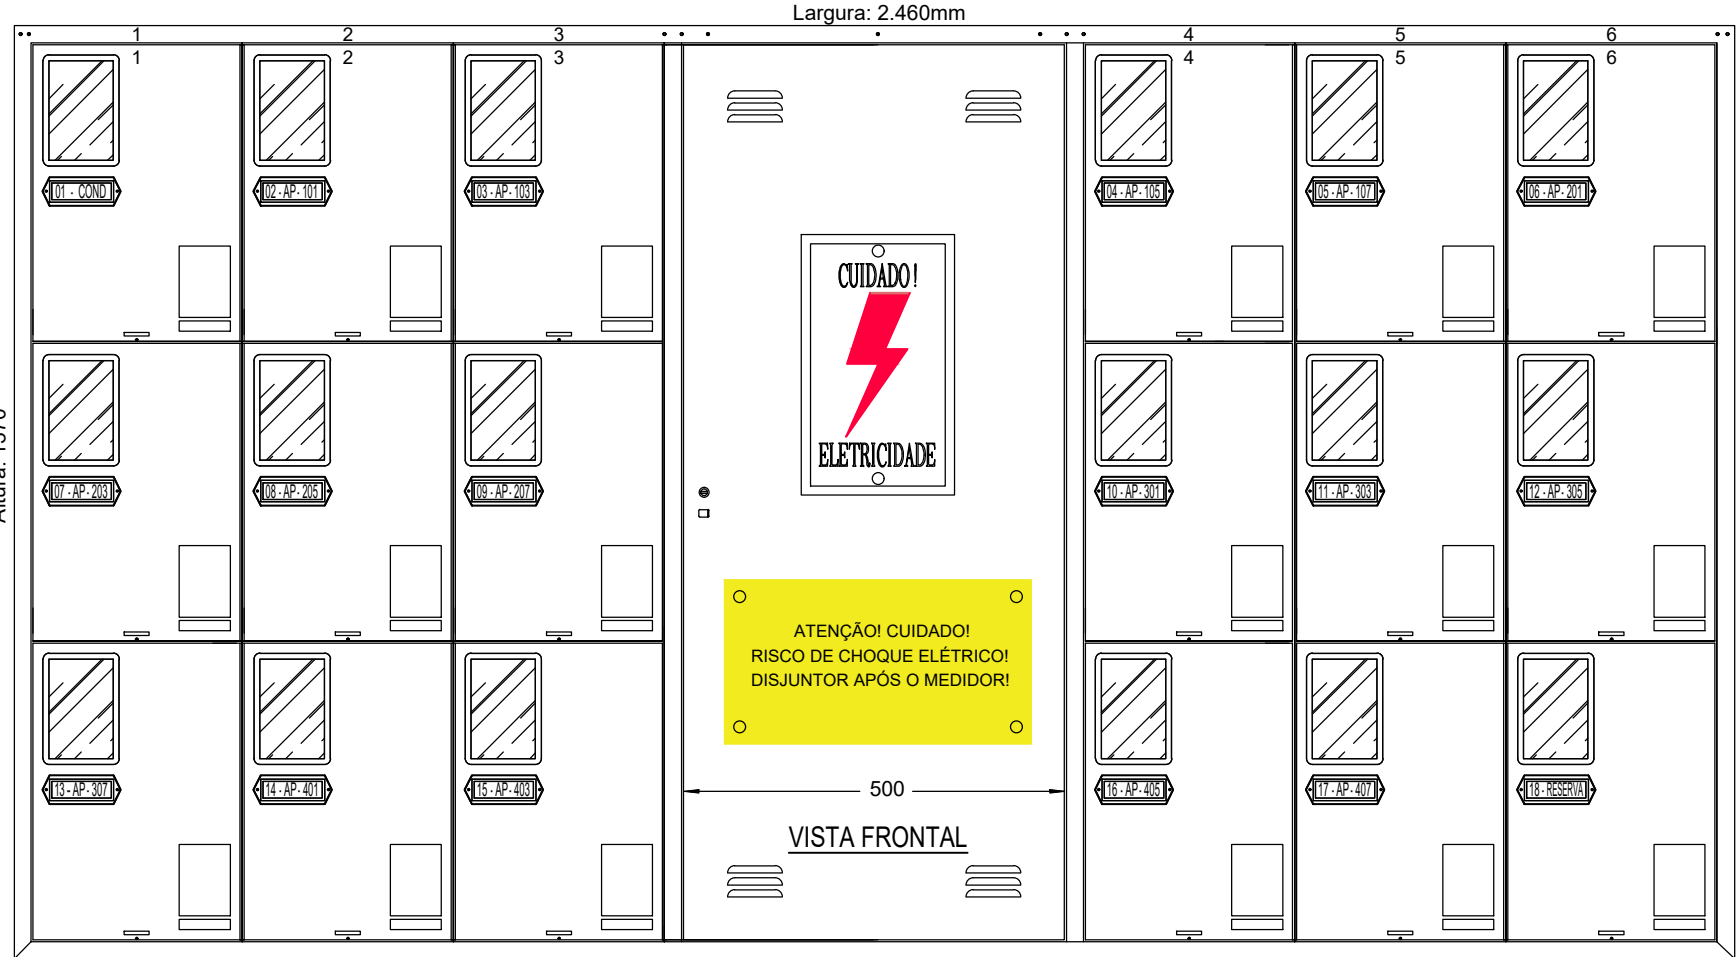 Largura: 2.460mm
1 2 3 4 5 6
1 2 3 4 5 6
01 - COND 02 - AP - 101 03 - AP - 103 04 - AP - 105 05 - AP - 107 06 - AP - 201
CUIDADO!
ELETRICIDADE
07 - AP - 203 08 - AP - 205 09 - AP - 207 10 - AP - 301 11 - AP - 303 12 - AP - 305
ATENÇÃO! CUIDADO!
RISCO DE CHOQUE ELÉTRICO!
DISJUNTOR APÓS O MEDIDOR!
13 - AP - 307 14 - AP - 401 15 - AP - 403 16 - AP - 405 17 - AP - 407 18 - RESERVA
500
VISTA FRONTAL